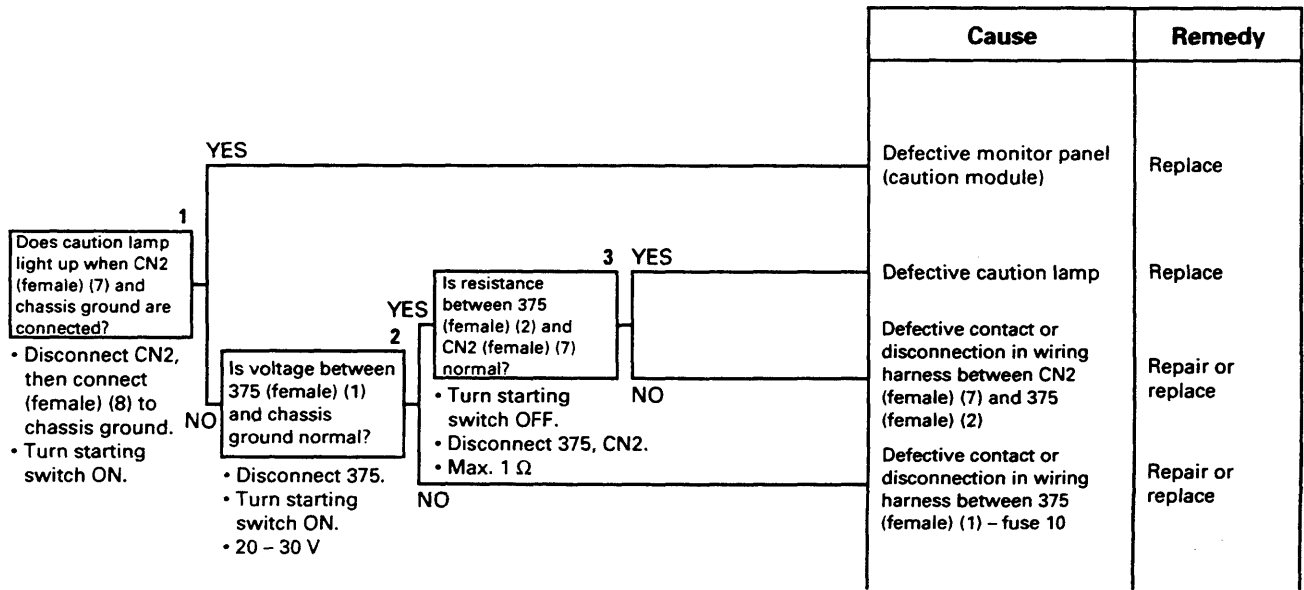 Cause
Remedy
YES
Defective monitor panel
(caution module)
Replace
1
Does caution lamp
light up when CN2
(female) (7) and
chassis ground are
connected?
• Disconnect CN2,
then connect
(female) (8) to
chassis ground.
• Turn starting
switch ON.
NO
2
Is voltage between
375 (female) (1)
and chassis
ground normal?
• Disconnect 375.
• Turn starting
switch ON.
• 20 – 30 V
YES
3
Is resistance
between 375
(female) (2) and
CN2 (female) (7)
normal?
• Turn starting
switch OFF.
• Disconnect 375, CN2.
• Max. 1 Ω
NO
YES
Defective caution lamp
Replace
NO
Defective contact or
disconnection in wiring
harness between CN2
(female) (7) and 375
(female) (2)
Repair or
replace
Defective contact or
disconnection in wiring
harness between 375
(female) (1) – fuse 10
Repair or
replace